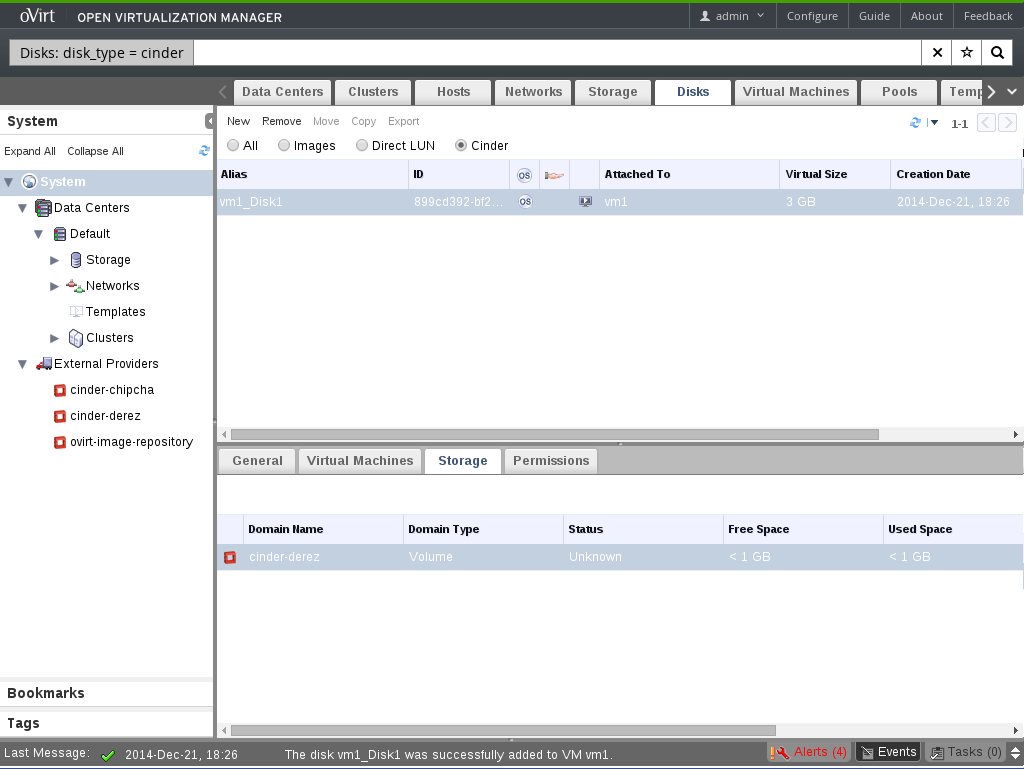 oVirt OPEN VIRTUALIZATION MANAGER admin Configure Guide About Feedback
Disks: disk_type = cinder
Data Centers Clusters Hosts Networks Storage Disks Virtual Machines Pools Temp
System
New Remove Move Copy Export 1-1
Expand All Collapse All
All Images Direct LUN Cinder
Alias ID OS Attached To Virtual Size Creation Date
System
vm1_Disk1 899cd392-bf2... OS vm1 3 GB 2014-Dec-21, 18:26
Data Centers
Default
Storage
Networks
Templates
Clusters
External Providers
cinder-chipcha
cinder-derez
ovirt-image-repository
General Virtual Machines Storage Permissions
Domain Name Domain Type Status Free Space Used Space
cinder-derez Volume Unknown < 1 GB < 1 GB
Bookmarks
Tags
Last Message: 2014-Dec-21, 18:26 The disk vm1_Disk1 was successfully added to VM vm1. Alerts (4) Events Tasks (0)